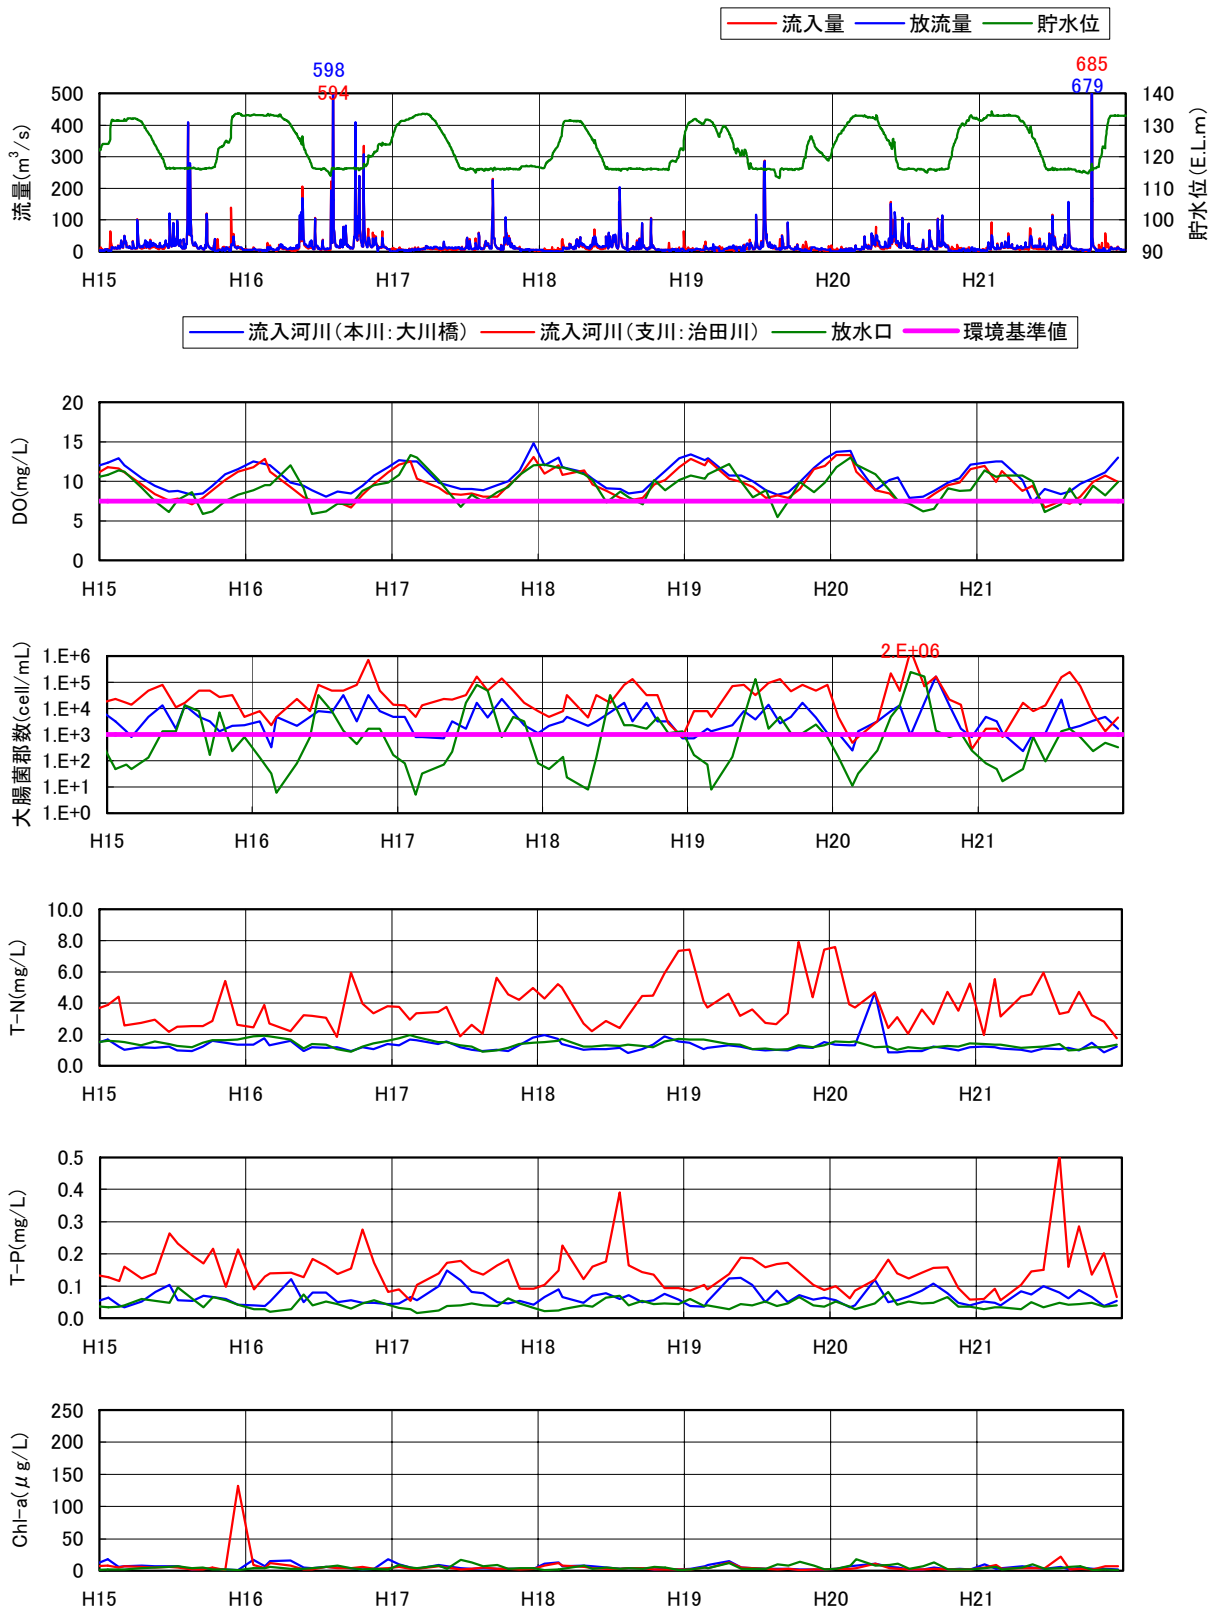 流入量 放流量 貯水位
598 685
594 679
流量(m³/s)
500 400 300 200 100 0
140 130 120 110 100 90
貯水位(E.L.m)
H15 H16 H17 H18 H19 H20 H21
流入河川(本川:大川橋) 流入河川(支川:治田川) 放水口 環境基準値
DO(mg/L)
20 15 10 5 0
H15 H16 H17 H18 H19 H20 H21
大腸菌郡数(cell/mL)
1.E+6 1.E+5 1.E+4 1.E+3 1.E+2 1.E+1 1.E+0
2.E+06
H15 H16 H17 H18 H19 H20 H21
T-N(mg/L)
10.0 8.0 6.0 4.0 2.0 0.0
H15 H16 H17 H18 H19 H20 H21
T-P(mg/L)
0.5 0.4 0.3 0.2 0.1 0.0
H15 H16 H17 H18 H19 H20 H21
Chl-a(μg/L)
250 200 150 100 50 0
H15 H16 H17 H18 H19 H20 H21